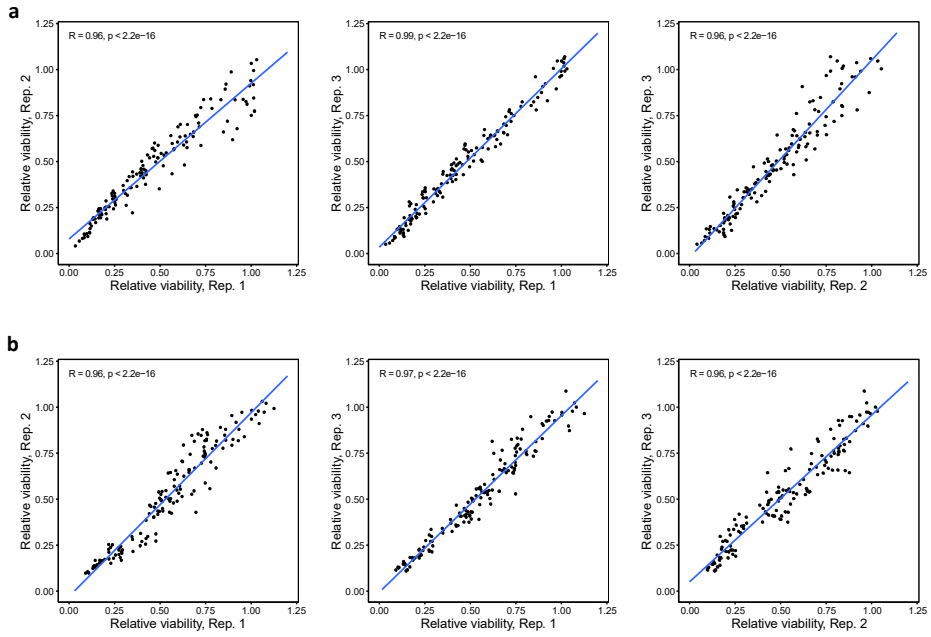 a
R = 0.96, p < 2.2e−16
1.25
1.00
0.75
0.50
0.25
0.00
Relative viability, Rep. 2
0.00 0.25 0.50 0.75 1.00 1.25
Relative viability, Rep. 1
R = 0.99, p < 2.2e−16
1.25
1.00
0.75
0.50
0.25
0.00
Relative viability, Rep. 3
0.00 0.25 0.50 0.75 1.00 1.25
Relative viability, Rep. 1
R = 0.96, p < 2.2e−16
1.25
1.00
0.75
0.50
0.25
0.00
Relative viability, Rep. 3
0.00 0.25 0.50 0.75 1.00 1.25
Relative viability, Rep. 2
b
R = 0.96, p < 2.2e−16
1.25
1.00
0.75
0.50
0.25
0.00
Relative viability, Rep. 2
0.00 0.25 0.50 0.75 1.00 1.25
Relative viability, Rep. 1
R = 0.97, p < 2.2e−16
1.25
1.00
0.75
0.50
0.25
0.00
Relative viability, Rep. 3
0.00 0.25 0.50 0.75 1.00 1.25
Relative viability, Rep. 1
R = 0.96, p < 2.2e−16
1.25
1.00
0.75
0.50
0.25
0.00
Relative viability, Rep. 3
0.00 0.25 0.50 0.75 1.00 1.25
Relative viability, Rep. 2